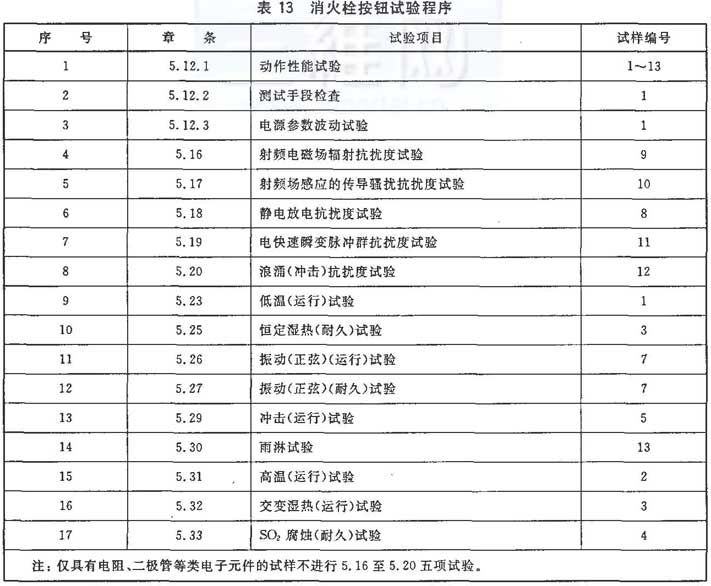 表 13 消火栓按钮试验程序
序 号 章 条 试验项目 试样编号
1 5.12.1 动作性能试验 1～13
2 5.12.2 测试手段检查 1
3 5.12.3 电源参数波动试验 1
4 5.16 射频电磁场辐射抗扰度试验 9
5 5.17 射频场感应的传导骚扰抗扰度试验 10
6 5.18 静电放电抗扰度试验 8
7 5.19 电快速瞬变脉冲群抗扰度试验 11
8 5.20 浪涌(冲击)抗扰度试验 12
9 5.23 低温(运行)试验 1
10 5.25 恒定湿热(耐久)试验 3
11 5.26 振动(正弦)(运行)试验 7
12 5.27 振动(正弦)(耐久)试验 7
13 5.29 冲击(运行)试验 5
14 5.30 雨淋试验 13
15 5.31 高温(运行)试验 2
16 5.32 交变湿热(运行)试验 3
17 5.33 SO₂ 腐蚀(耐久)试验 4
注: 仅具有电阻、二极管等类电子元件的试样不进行 5.16 至 5.20 五项试验。